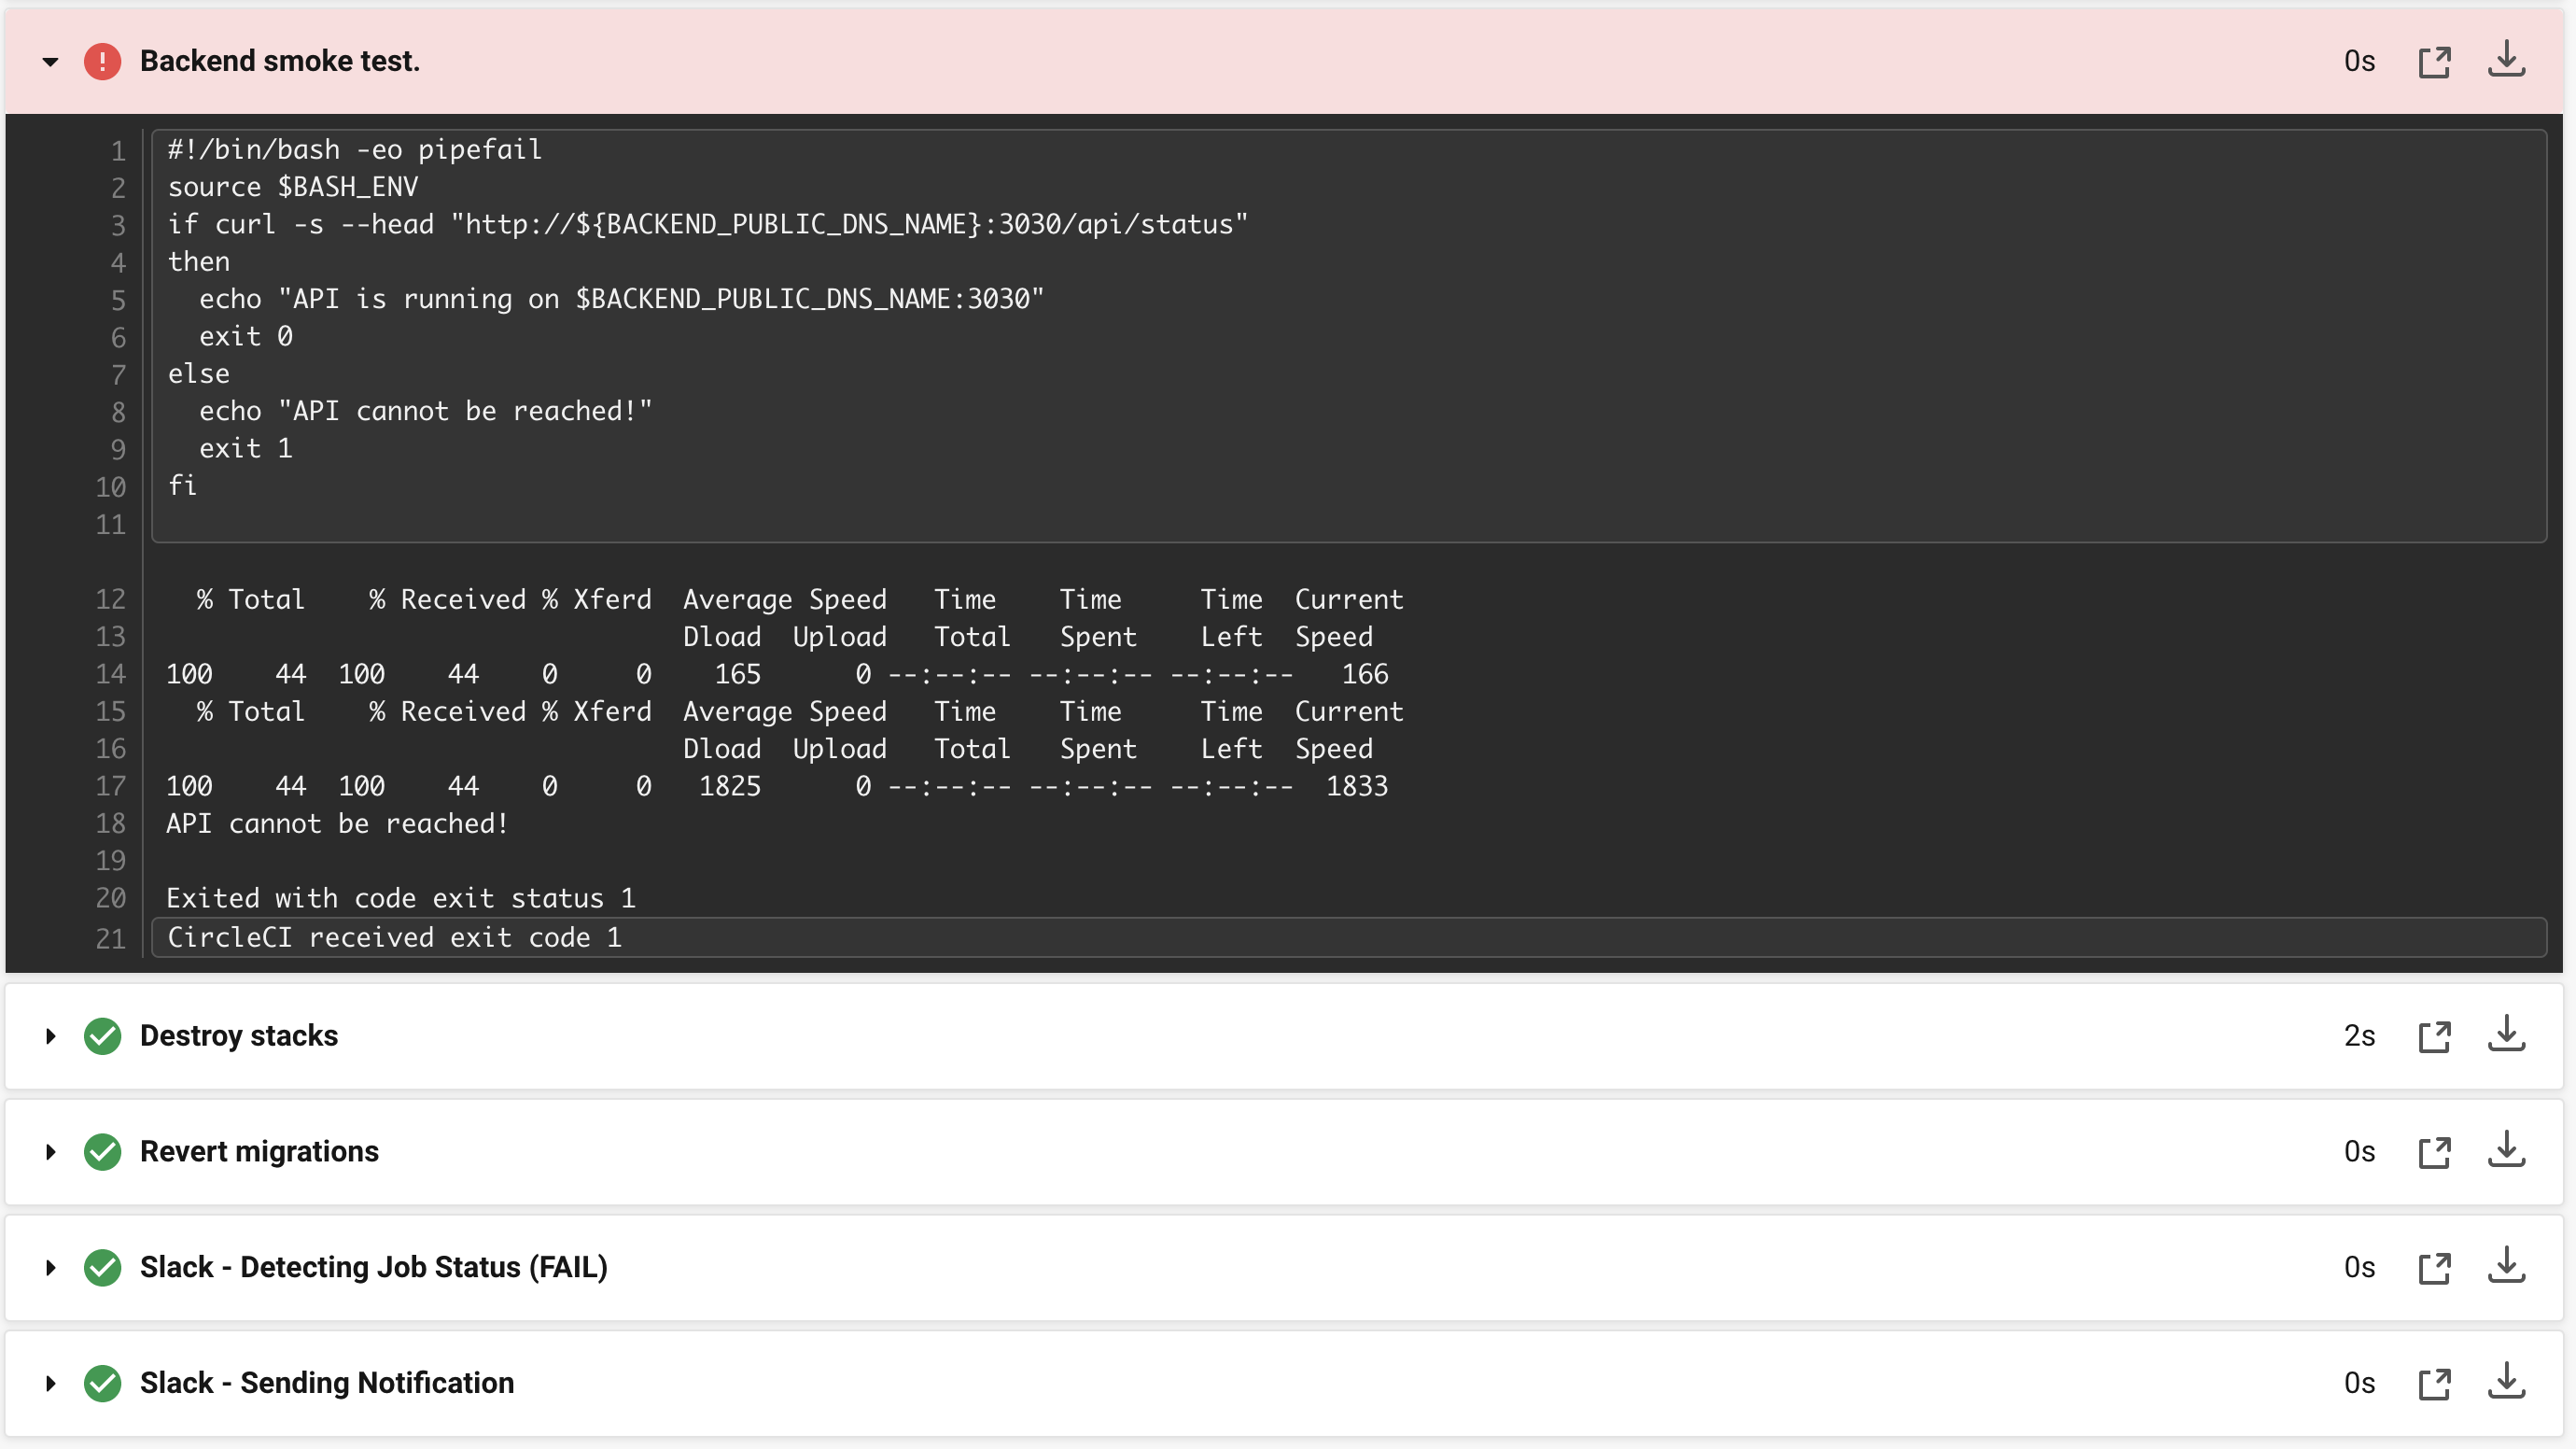 Backend smoke test. 0s
1 #!/bin/bash -eo pipefail
2 source $BASH_ENV
3 if curl -s --head "http://${BACKEND_PUBLIC_DNS_NAME}:3030/api/status"
4 then
5   echo "API is running on $BACKEND_PUBLIC_DNS_NAME:3030"
6   exit 0
7 else
8   echo "API cannot be reached!"
9   exit 1
10 fi
11
12   % Total    % Received % Xferd  Average Speed   Time    Time     Time  Current
13                                  Dload  Upload   Total   Spent    Left  Speed
14 100    44  100    44    0     0    165      0 --:--:-- --:--:-- --:--:--   166
15   % Total    % Received % Xferd  Average Speed   Time    Time     Time  Current
16                                  Dload  Upload   Total   Spent    Left  Speed
17 100    44  100    44    0     0   1825      0 --:--:-- --:--:-- --:--:--  1833
18 API cannot be reached!
19
20 Exited with code exit status 1
21 CircleCI received exit code 1
Destroy stacks 2s
Revert migrations 0s
Slack - Detecting Job Status (FAIL) 0s
Slack - Sending Notification 0s